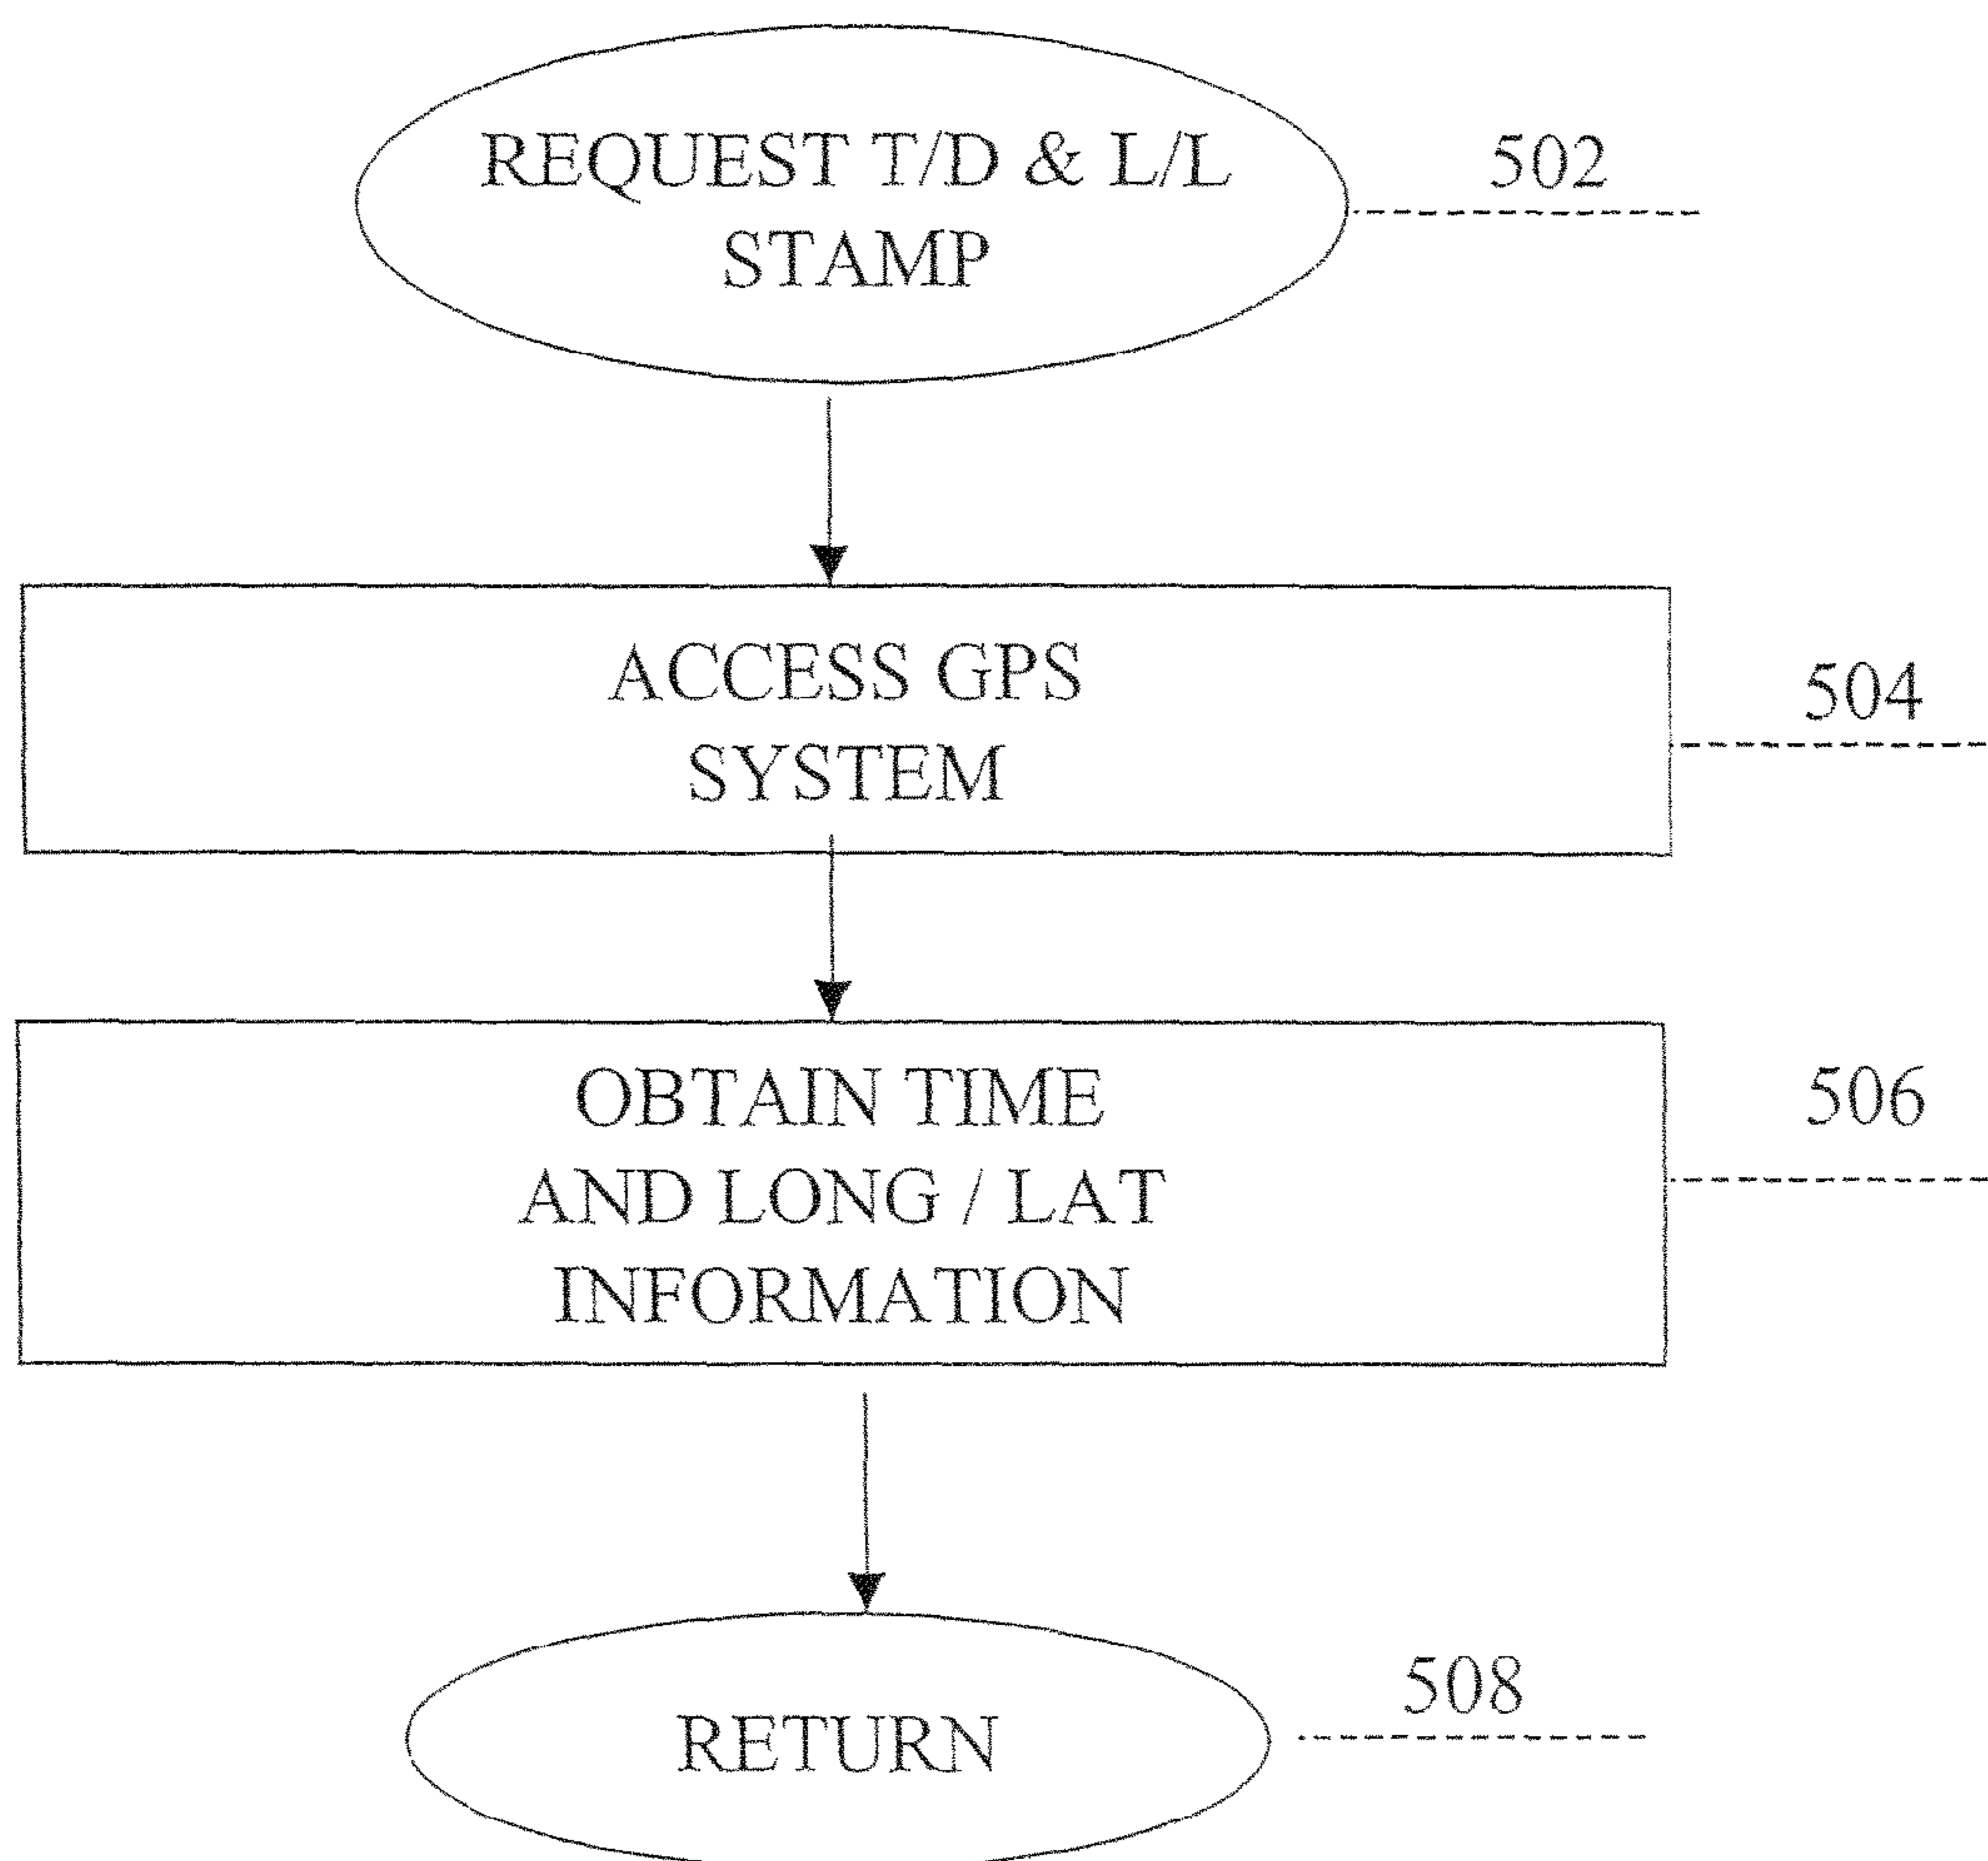 REQUEST T/D & L/L
STAMP
502
ACCESS GPS
SYSTEM
504
OBTAIN TIME
AND LONG / LAT
INFORMATION
506
RETURN
508